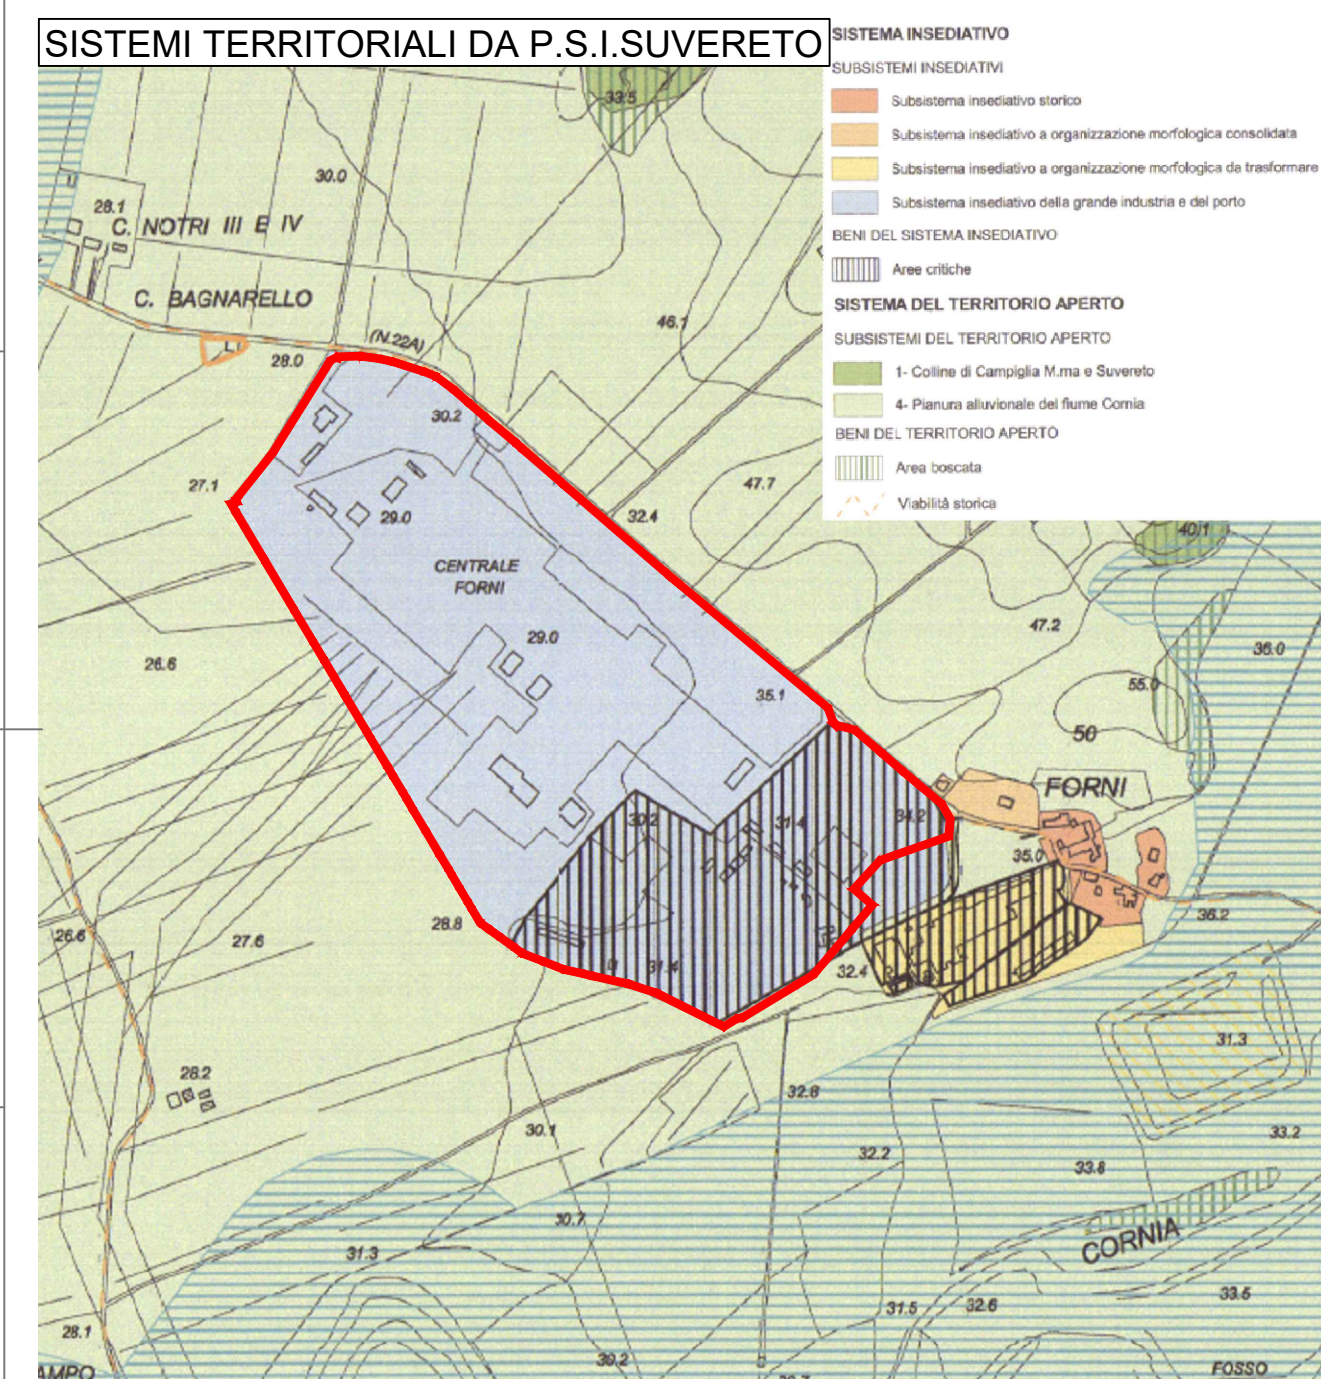 SISTEMI TERRITORIALI DA P.S.I.SUVERETO
SISTEMA INSEDIATIVO
SUBSISTEMI INSEDIATIVI
Subsistema insediativo storico
Subsistema insediativo a organizzazione morfologica consolidata
Subsistema insediativo a organizzazione morfologica da trasformare
Subsistema insediativo della grande industria e del porto
BENI DEL SISTEMA INSEDIATIVO
Aree critiche
SISTEMA DEL TERRITORIO APERTO
SUBSISTEMI DEL TERRITORIO APERTO
1- Colline di Campiglia M.ma e Suvereto
4- Pianura alluvionale del fiume Cornia
BENI DEL TERRITORIO APERTO
Area boscata
Viabilità storica
33.5
30.0
28.1
C. NOTRI III E IV
C. BAGNARELLO
46.1
(N.22A)
28.0
30.2
27.1
47.7
29.0
32.4
40.1
CENTRALE
FORNI
29.0
47.2
36.0
26.6
35.1
55.0
50
FORNI
30.2
31.4
34.2
35.0
36.2
28.8
26.6
27.6
31.4
32.4
31.3
28.2
32.8
30.1
33.2
32.2
33.8
30.7
CORNIA
31.3
33.5
31.5
32.6
28.1
30.2
FOSSO
AMPO